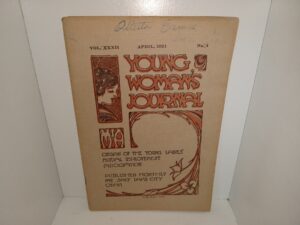 VOL. XXXII APRIL, 1921 No. 4
YOUNG
WOMAN'S
JOURNAL
MIA
ORGAN OF THE YOUNG LADIES'
MUTUAL IMPROVEMENT
ASSOCIATION
PUBLISHED MONTHLY
AT SALT LAKE CITY
UTAH